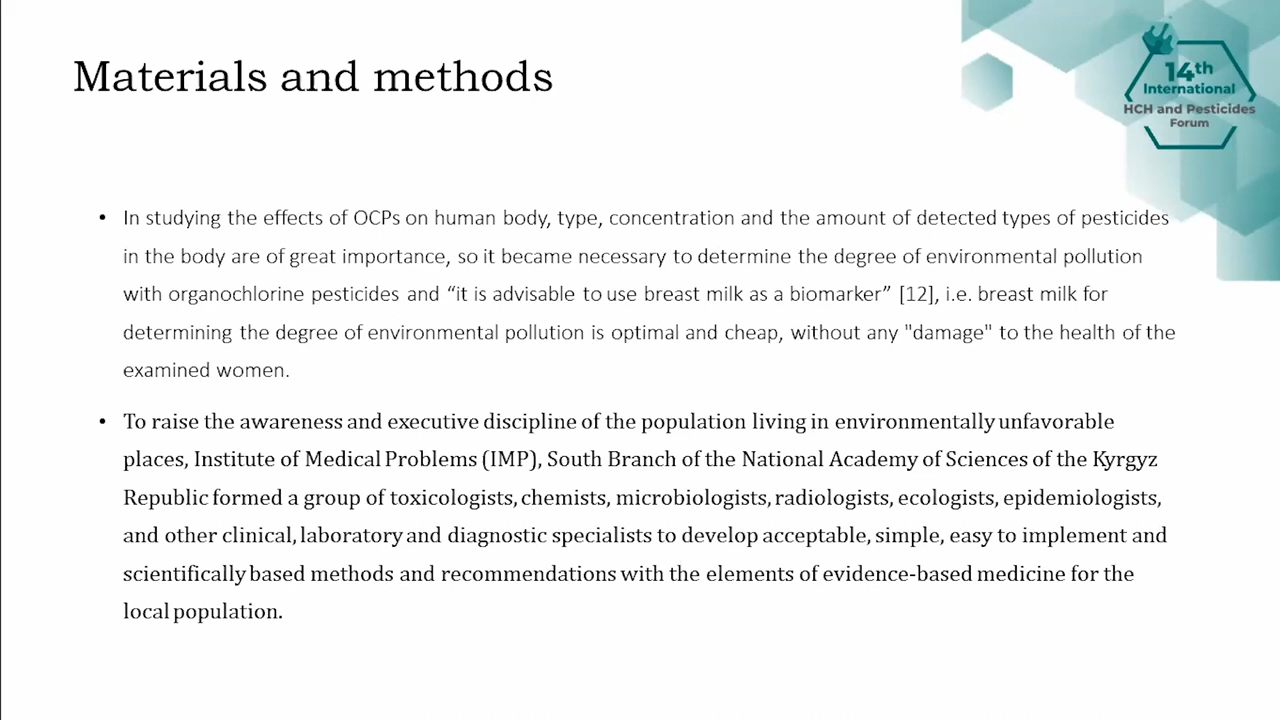 Materials and methods
14th
International
HCH and Pesticides
Forum
• In studying the effects of OCPs on human body, type, concentration and the amount of detected types of pesticides
in the body are of great importance, so it became necessary to determine the degree of environmental pollution
with organochlorine pesticides and “it is advisable to use breast milk as a biomarker” [12], i.e. breast milk for
determining the degree of environmental pollution is optimal and cheap, without any "damage" to the health of the
examined women.
• To raise the awareness and executive discipline of the population living in environmentally unfavorable
places, Institute of Medical Problems (IMP), South Branch of the National Academy of Sciences of the Kyrgyz
Republic formed a group of toxicologists, chemists, microbiologists, radiologists, ecologists, epidemiologists,
and other clinical, laboratory and diagnostic specialists to develop acceptable, simple, easy to implement and
scientifically based methods and recommendations with the elements of evidence-based medicine for the
local population.